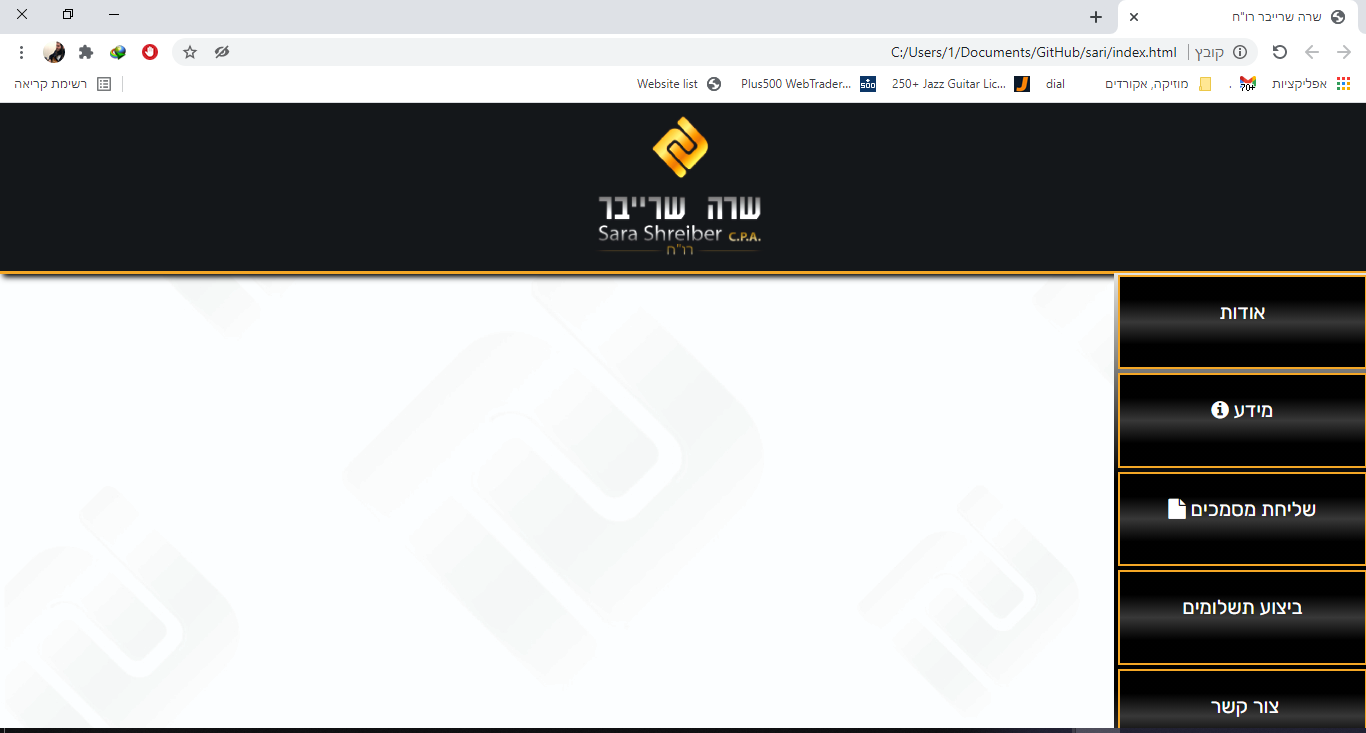 שרה שרייבר רו"ח
קובץ | C:/Users/1/Documents/GitHub/sari/index.html
אפליקציות
70+
.
מוזיקה, אקורדים
dial
250+ Jazz Guitar Lic...
500
Plus500 WebTrader...
Website list
רשימת קריאה
שרה שרייבר
Sara Shreiber C.P.A.
רו"ח
אודות
מידע
שליחת מסמכים
ביצוע תשלומים
צור קשר